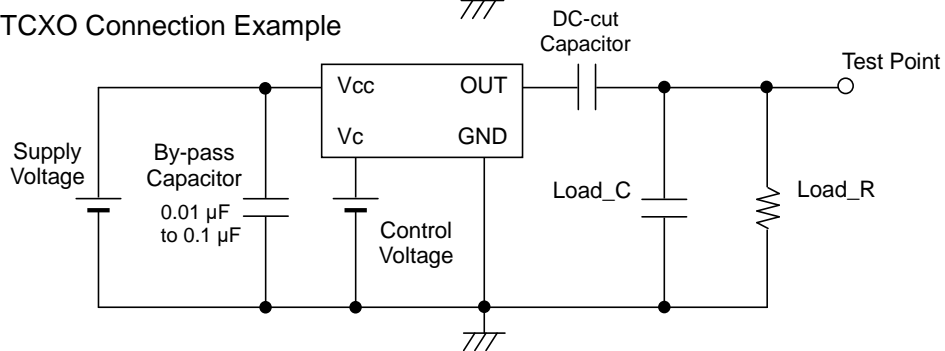 TCXO Connection Example
DC-cut
Capacitor
Test Point
Vcc
OUT
Vc
GND
Supply
Voltage
By-pass
Capacitor
0.01 µF
to 0.1 µF
Control
Voltage
Load_C
Load_R